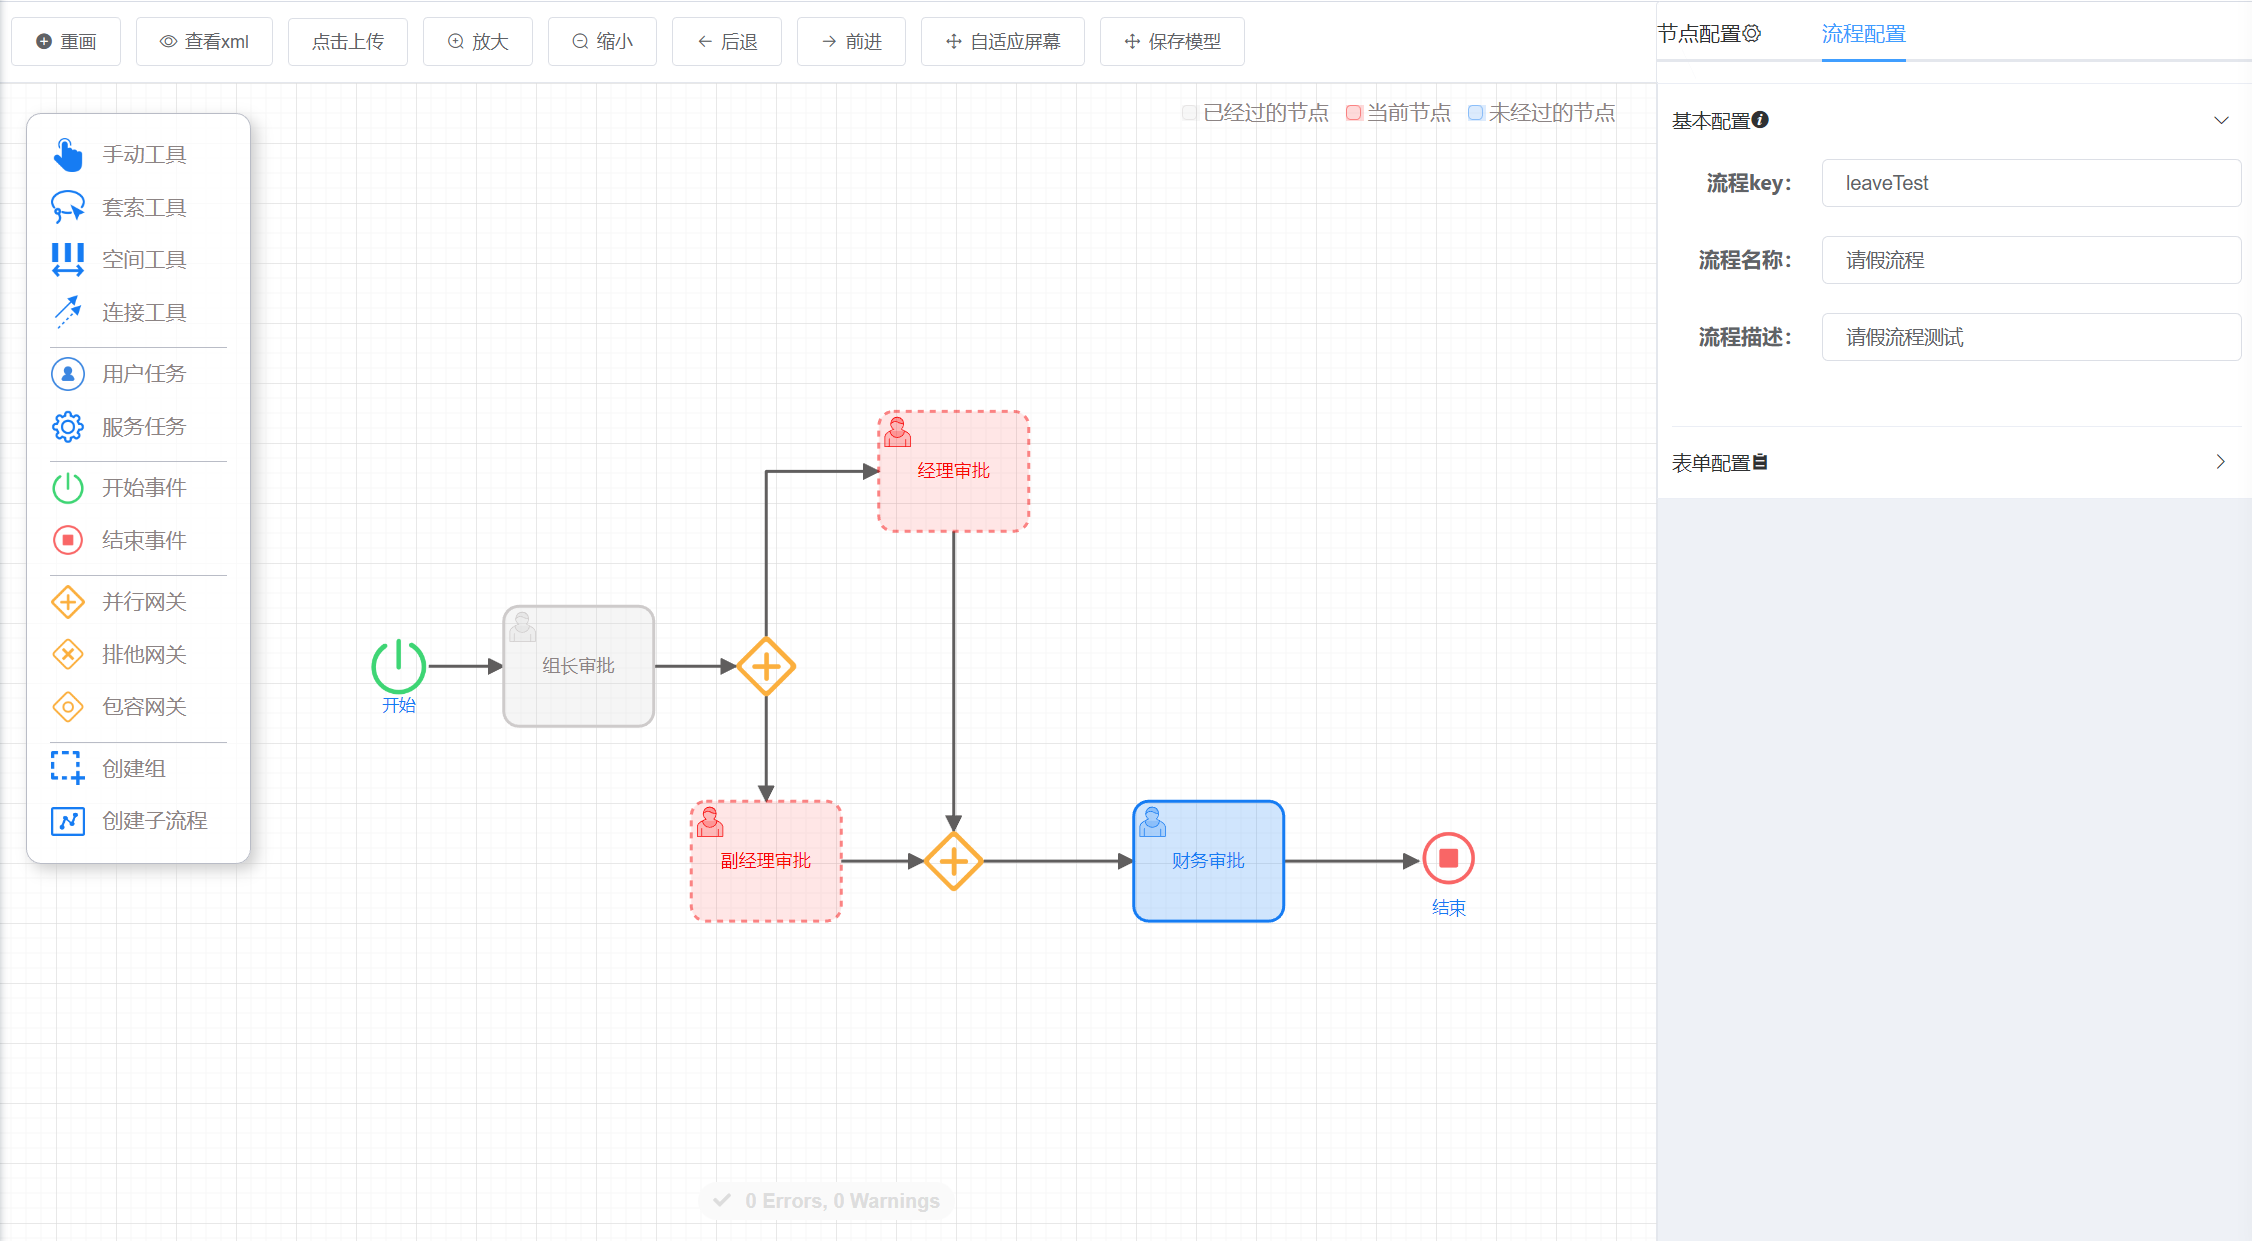 重画
查看xml
点击上传
放大
缩小
后退
前进
自适应屏幕
保存模型
节点配置
流程配置
已经过的节点
当前节点
未经过的节点
手动工具
套索工具
空间工具
连接工具
用户任务
服务任务
开始事件
结束事件
并行网关
排他网关
包容网关
创建组
创建子流程
经理审批
组长审批
开始
副经理审批
财务审批
结束
0 Errors, 0 Warnings
基本配置
流程key：
leaveTest
流程名称：
请假流程
流程描述：
请假流程测试
表单配置